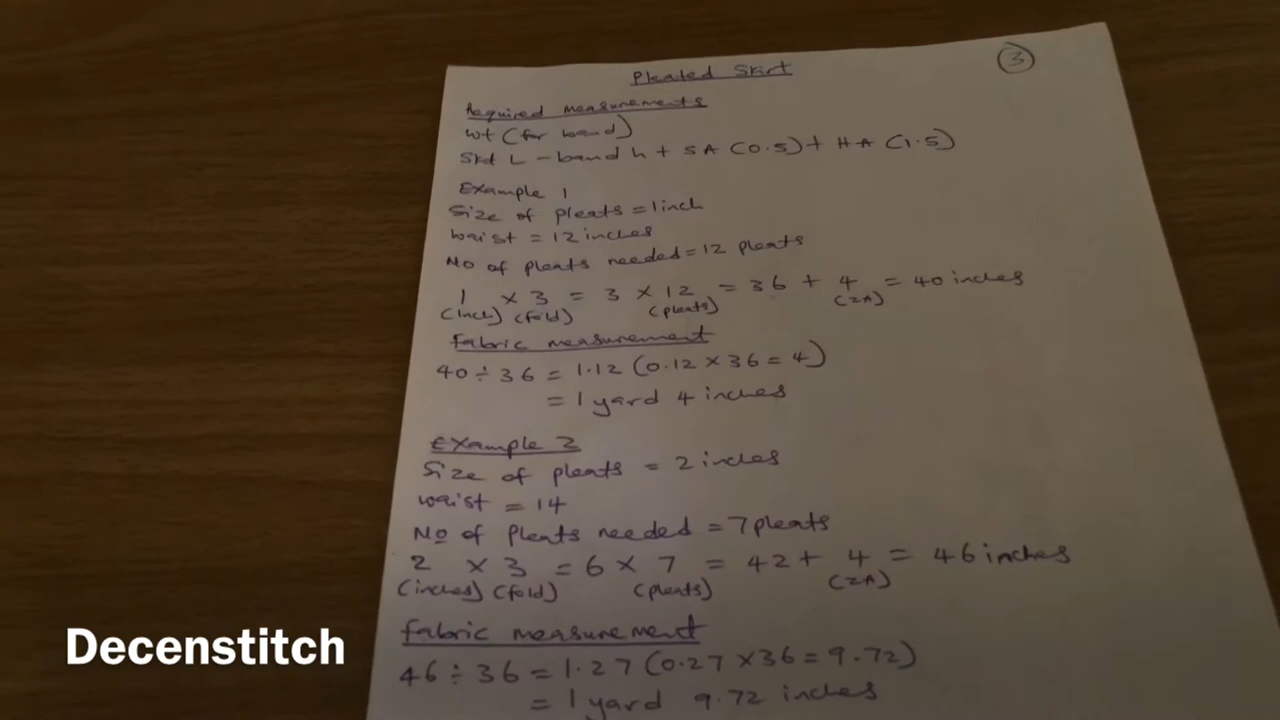 Pleated Skirt
3
Required measurements
wt (for band)
Skt L - band h + SA (0.5) + HA (1.5)
Example 1
Size of pleats = 1inch
waist = 12 inches
No of pleats needed = 12 pleats
1 x 3 = 3 x 12 = 36 + 4 = 40 inches
(inch) (fold) (pleats) (ZA)
Fabric measurement
40 ÷ 36 = 1.12 (0.12 x 36 = 4)
= 1 yard 4 inches
Example 2
Size of pleats = 2 inches
waist = 14
No of pleats needed = 7 pleats
2 x 3 = 6 x 7 = 42 + 4 = 46 inches
(inches) (fold) (pleats) (ZA)
Fabric measurement
46 ÷ 36 = 1.27 (0.27 x 36 = 9.72)
= 1 yard 9.72 inches
Decenstitch